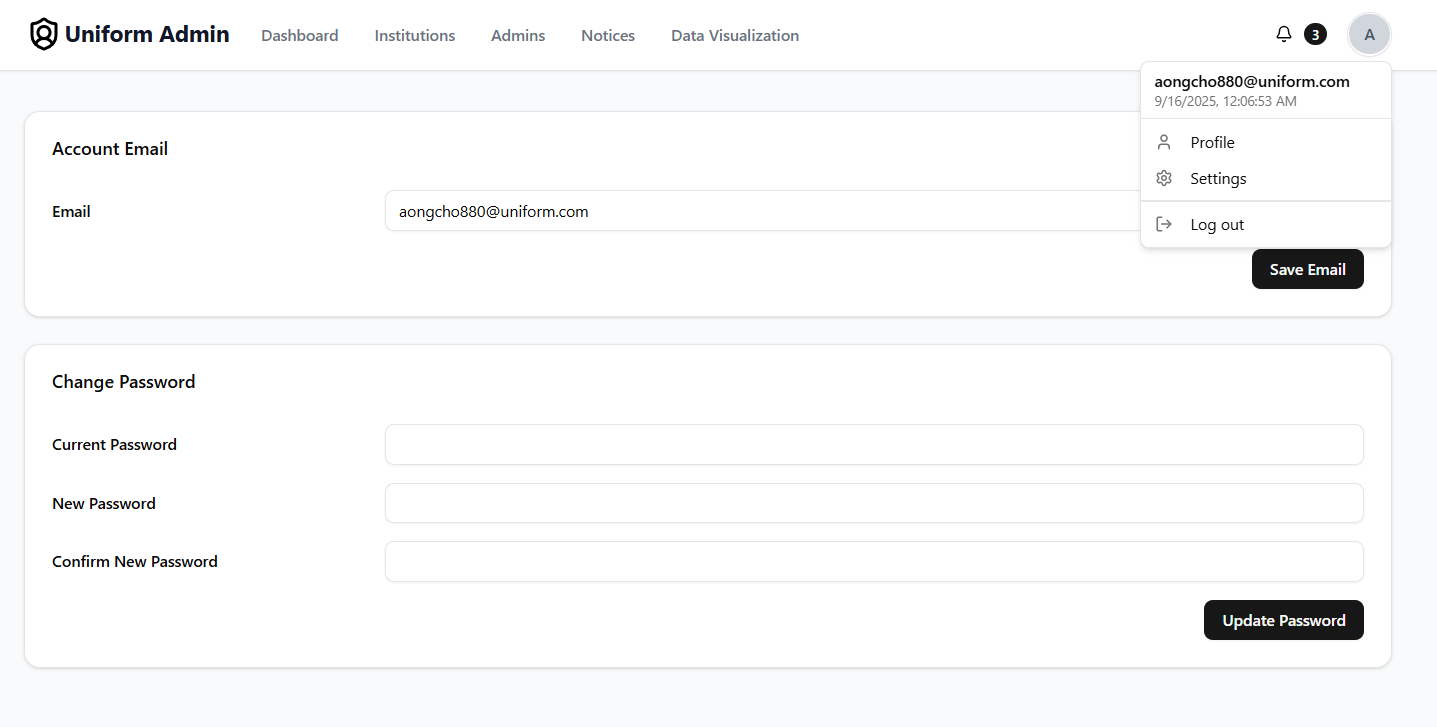 Uniform Admin Dashboard Institutions Admins Notices Data Visualization 3 A
aongcho880@uniform.com
9/16/2025, 12:06:53 AM
Profile
Settings
Log out
Account Email
Email aongcho880@uniform.com
Save Email
Change Password
Current Password
New Password
Confirm New Password
Update Password